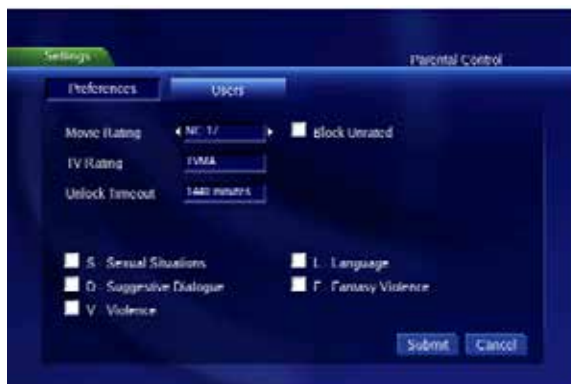 Settings
Parental Control
Preferences Users
Movie Rating NC-17 Block Unrated
TV Rating TVMA
Unlock Timeout 1440 minutes
S - Sexual Situations L - Language
D - Suggestive Dialogue F - Fantasy Violence
V - Violence
Submit Cancel